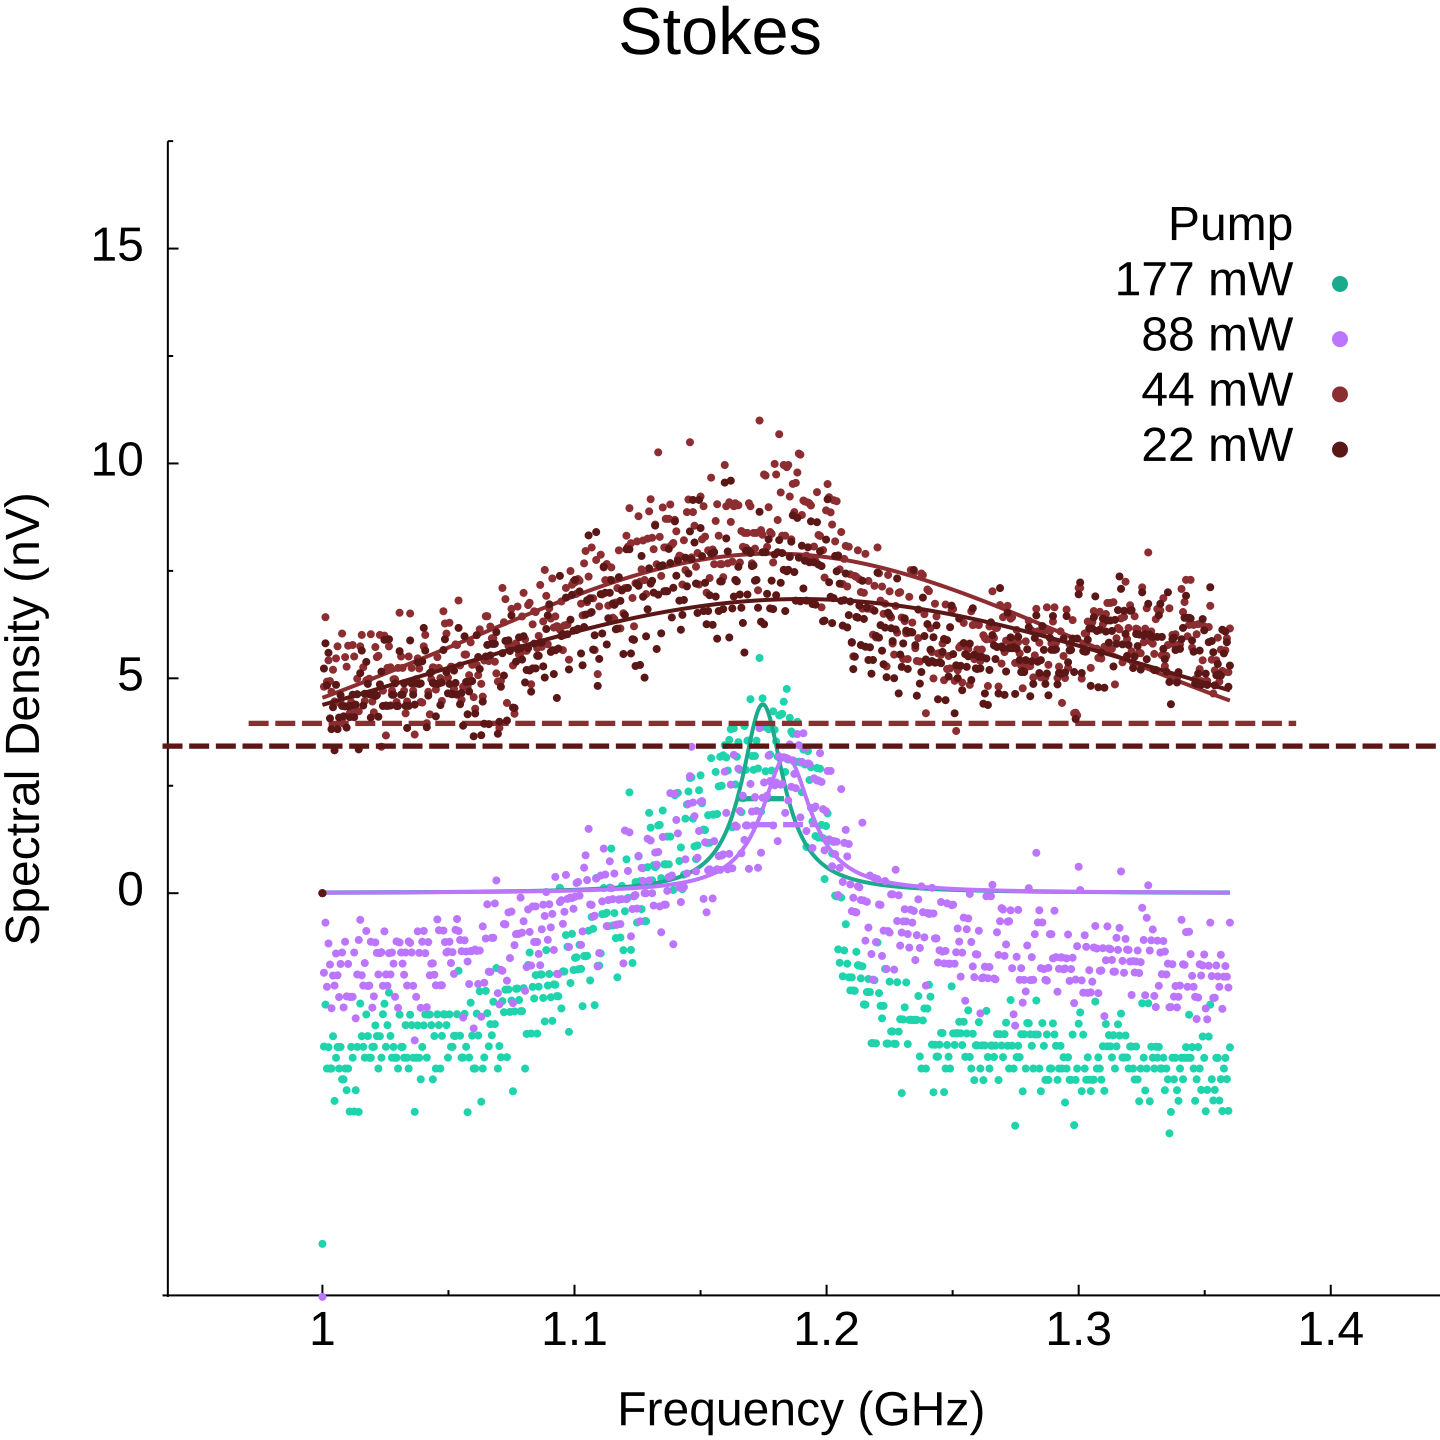 Stokes
Pump
177 mW
88 mW
44 mW
22 mW
15
10
5
0
Spectral Density (nV)
1 1.1 1.2 1.3 1.4
Frequency (GHz)